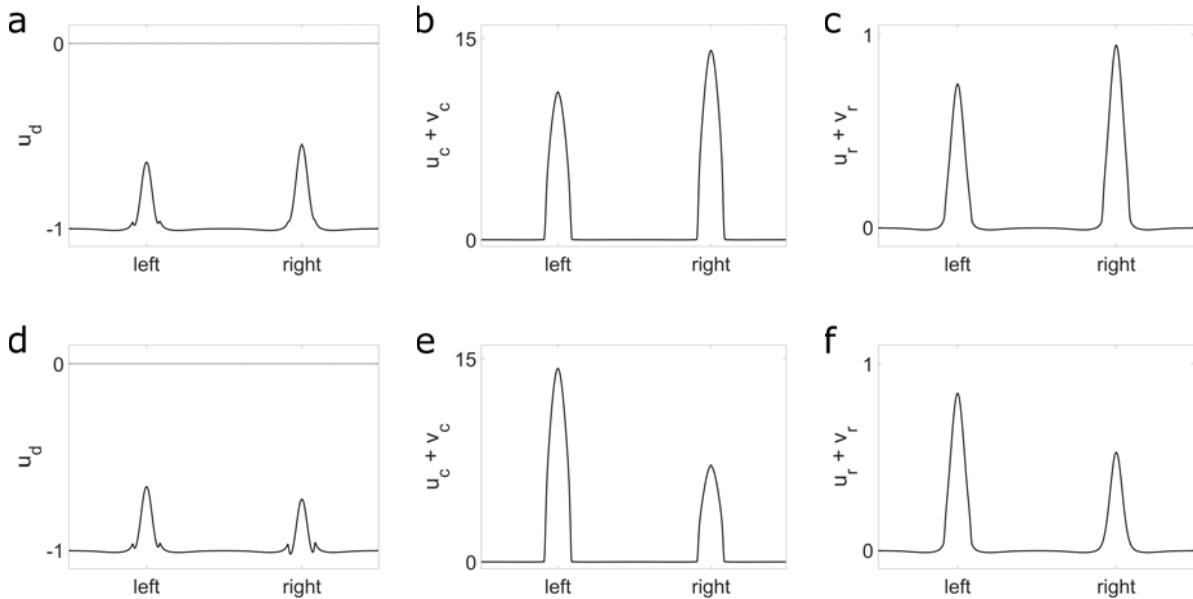 a
0
u_d
-1
left right
b
15
u_c + v_c
0
left right
c
1
u_r + v_r
0
left right
d
0
u_d
-1
left right
e
15
u_c + v_c
0
left right
f
1
u_r + v_r
0
left right